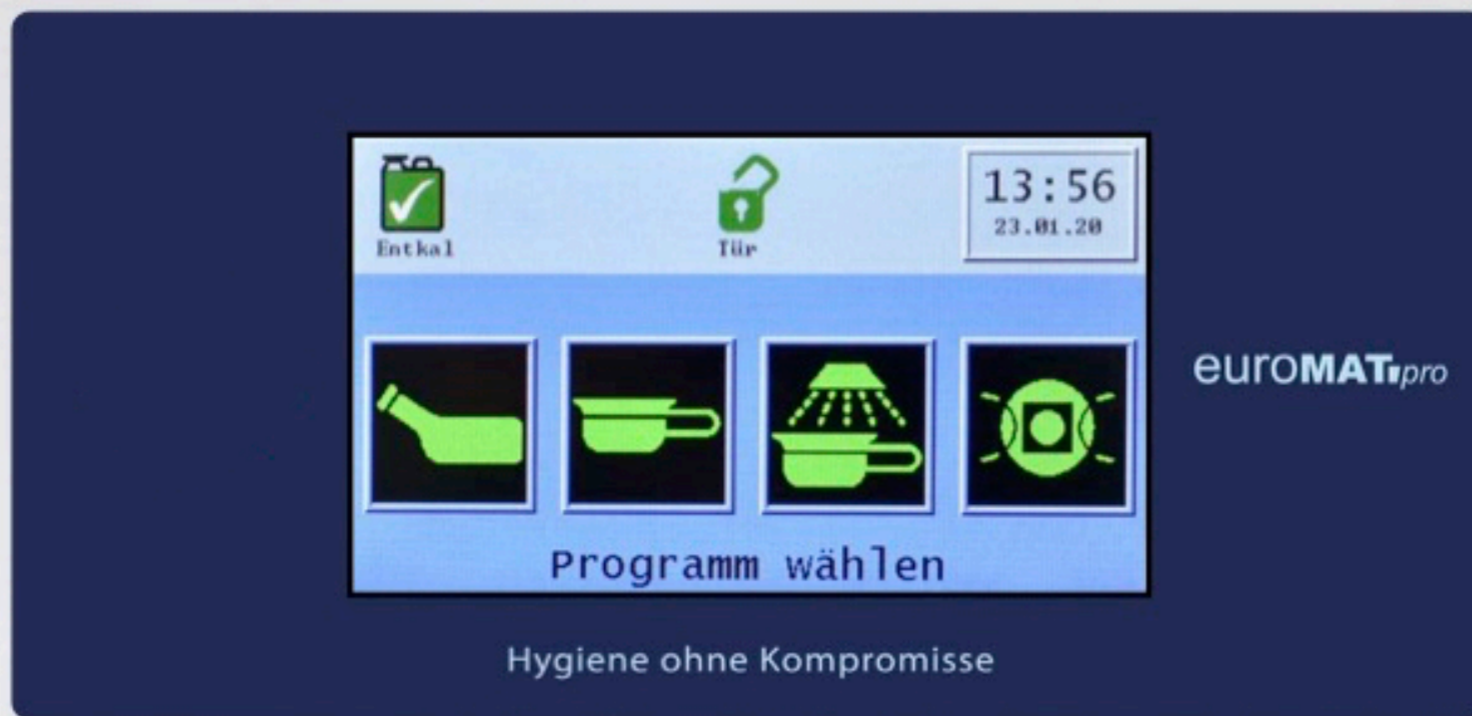 Entkal
Tür
13:56
23.01.20
euroMATpro
Programm wählen
Hygiene ohne Kompromisse